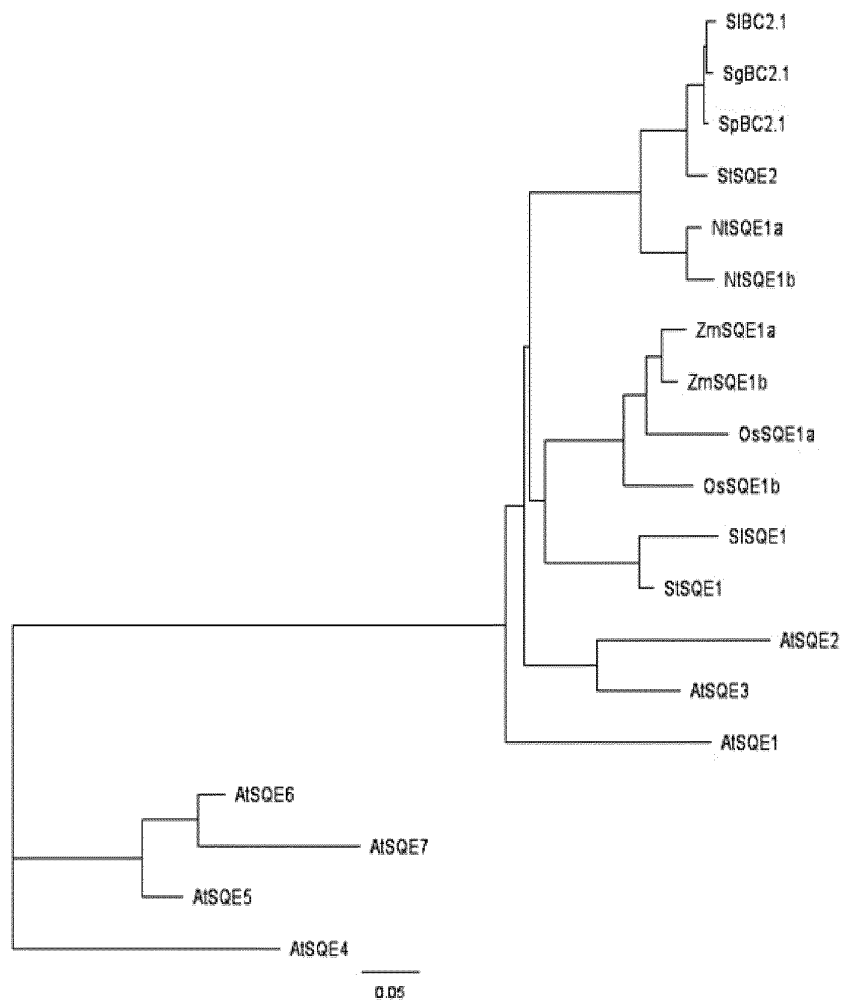 SlBC2.1
SgBC2.1
SpBC2.1
StSQE2
NtSQE1a
NtSQE1b
ZmSQE1a
ZmSQE1b
OsSQE1a
OsSQE1b
SlSQE1
StSQE1
AtSQE2
AtSQE3
AtSQE1
AtSQE6
AtSQE7
AtSQE5
AtSQE4
0.05